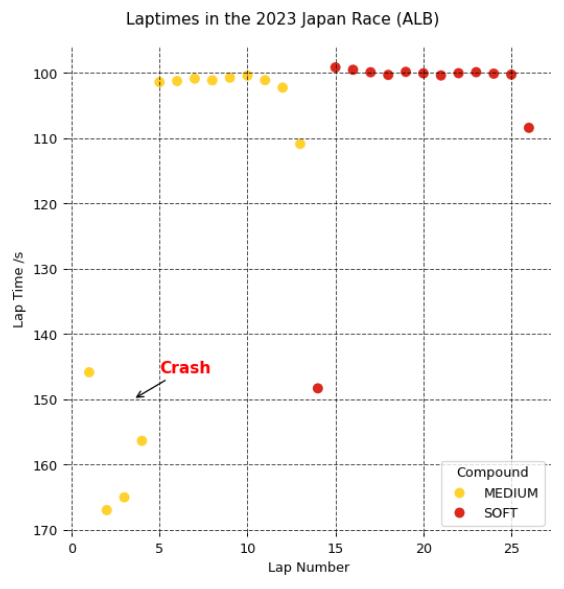 Laptimes in the 2023 Japan Race (ALB)
Lap Time /s
100
110
120
130
140
150
160
170
Crash
Compound
MEDIUM
SOFT
0 5 10 15 20 25
Lap Number